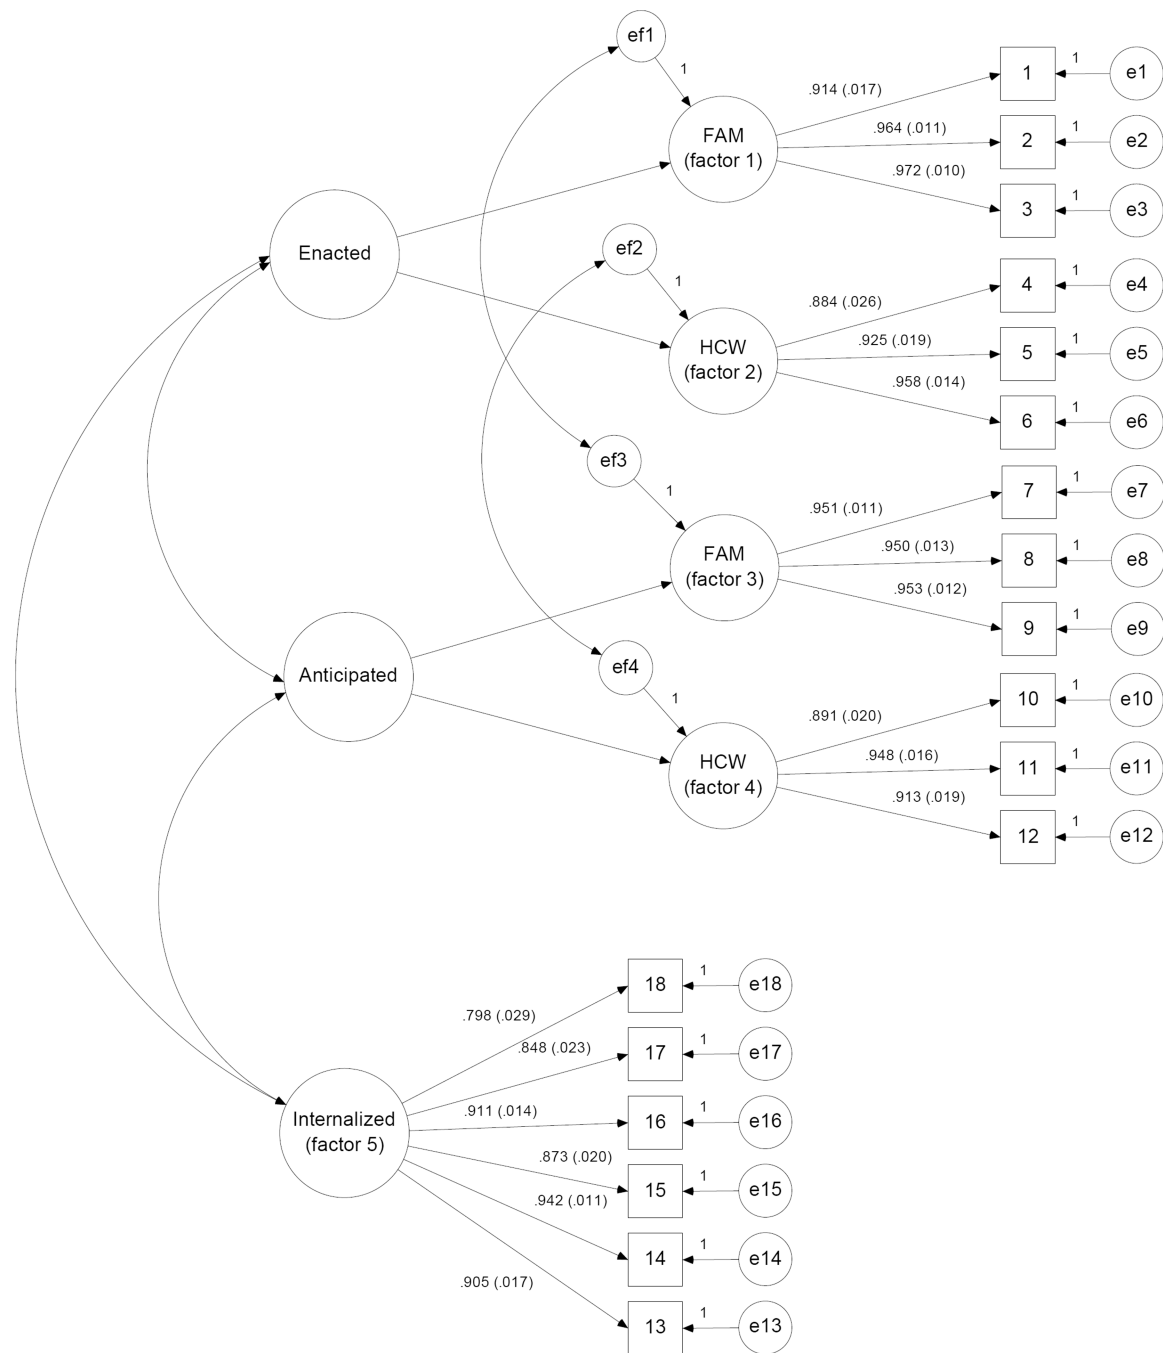 ef1
1
FAM
(factor 1)
.914 (.017)
1
1
e1
.964 (.011)
2
1
e2
.972 (.010)
3
1
e3
Enacted
ef2
1
HCW
(factor 2)
.884 (.026)
4
1
e4
.925 (.019)
5
1
e5
.958 (.014)
6
1
e6
ef3
1
FAM
(factor 3)
.951 (.011)
7
1
e7
.950 (.013)
8
1
e8
.953 (.012)
9
1
e9
Anticipated
ef4
1
HCW
(factor 4)
.891 (.020)
10
1
e10
.948 (.016)
11
1
e11
.913 (.019)
12
1
e12
Internalized
(factor 5)
.798 (.029)
18
1
e18
.848 (.023)
17
1
e17
.911 (.014)
16
1
e16
.873 (.020)
15
1
e15
.942 (.011)
14
1
e14
.905 (.017)
13
1
e13